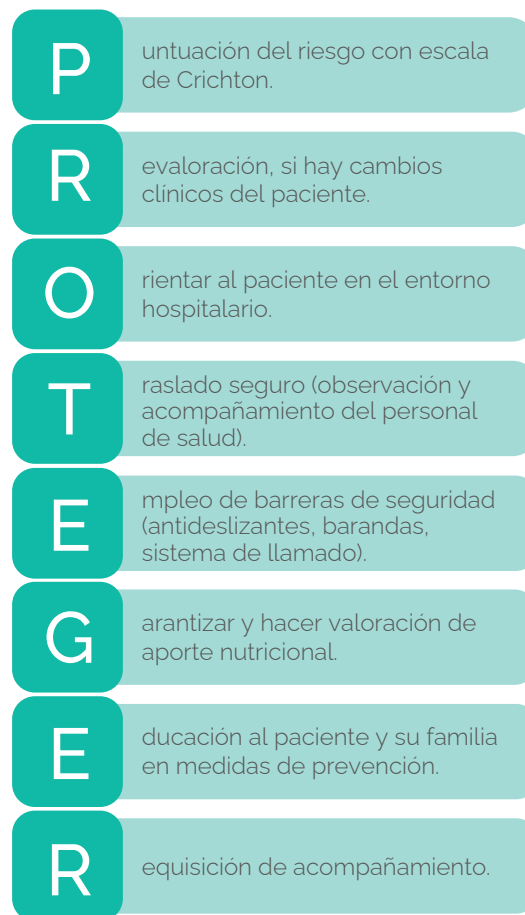 P
untuación del riesgo con escala
de Crichton.
R
evaloración, si hay cambios
clínicos del paciente.
O
rientar al paciente en el entorno
hospitalario.
T
raslado seguro (observación y
acompañamiento del personal
de salud).
E
mpleo de barreras de seguridad
(antideslizantes, barandas,
sistema de llamado).
G
arantizar y hacer valoración de
aporte nutricional.
E
ducación al paciente y su familia
en medidas de prevención.
R
equisición de acompañamiento.